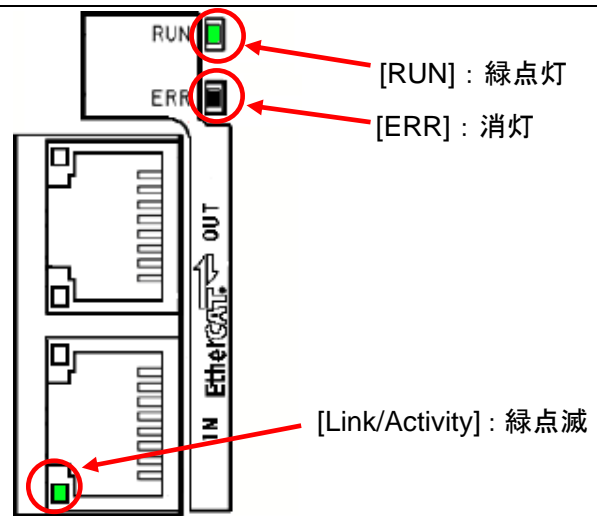 RUN
[RUN]：緑点灯
ERR
[ERR]：消灯
OUT
EtherCAT.
IN
[Link/Activity]：緑点滅